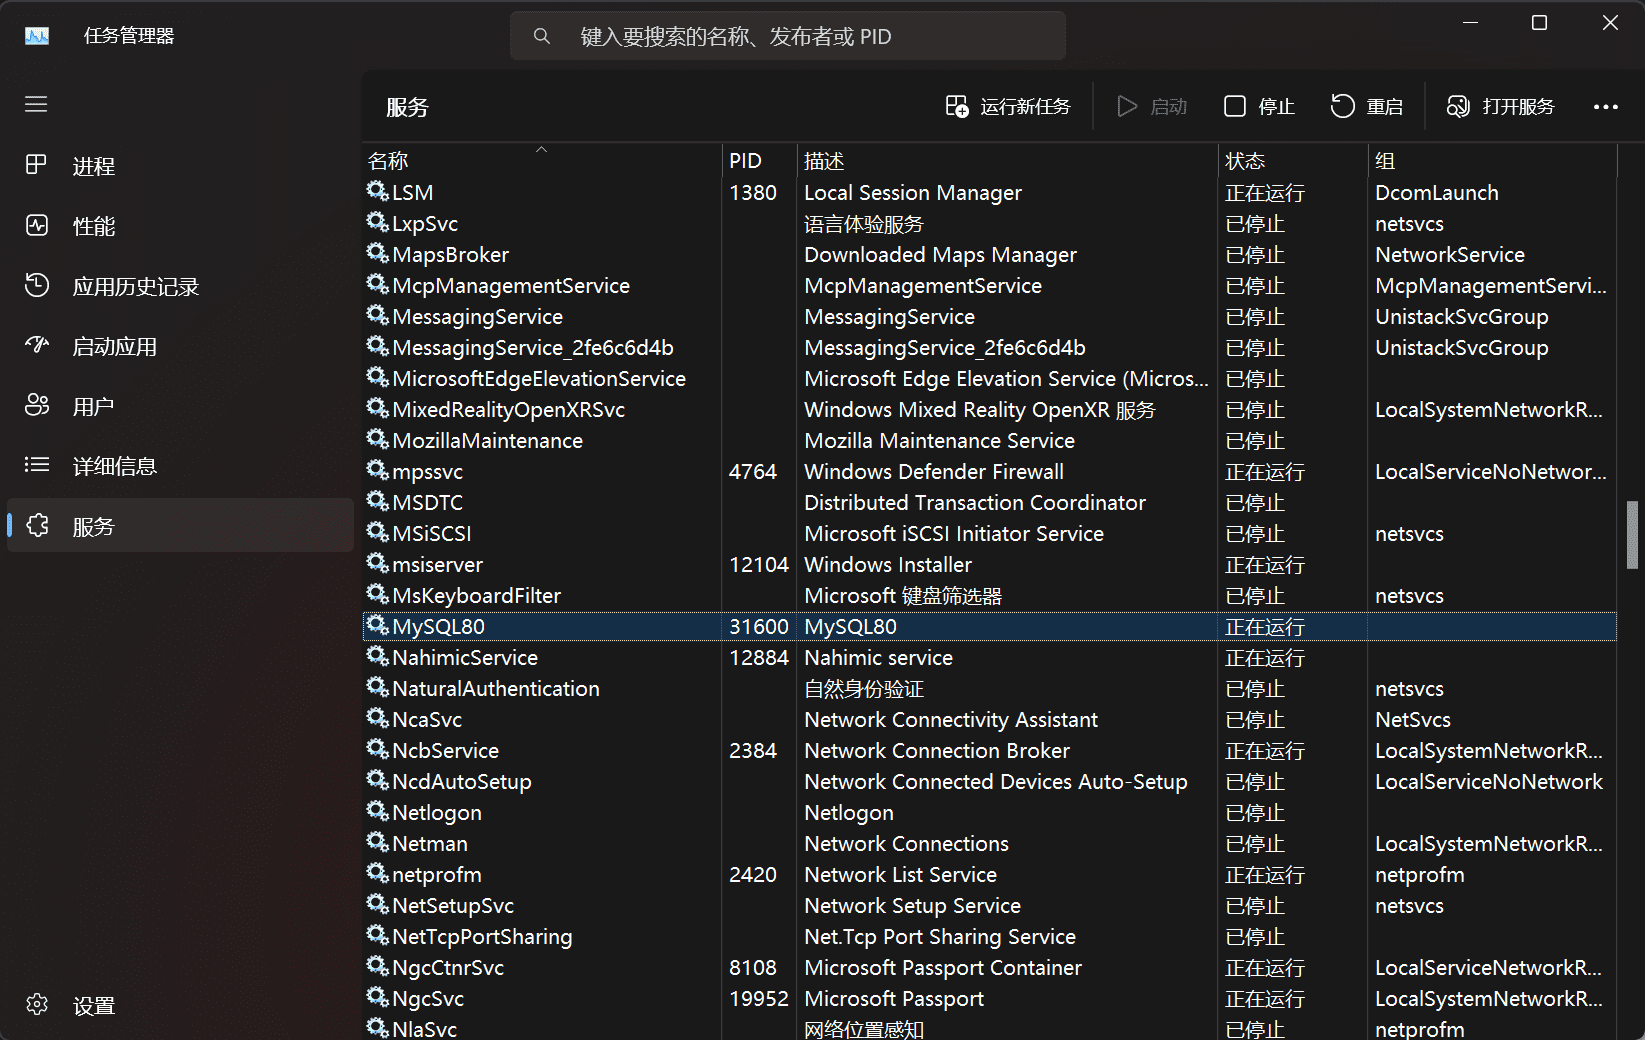 任务管理器
键入要搜索的名称、发布者或 PID
服务
运行新任务
启动
停止
重启
打开服务
进程
性能
应用历史记录
启动应用
用户
详细信息
服务
设置
名称 PID 描述 状态 组
LSM 1380 Local Session Manager 正在运行 DcomLaunch
LxpSvc 语言体验服务 已停止 netsvcs
MapsBroker Downloaded Maps Manager 已停止 NetworkService
McpManagementService McpManagementService 已停止 McpManagementServi...
MessagingService MessagingService 已停止 UnistackSvcGroup
MessagingService_2fe6c6d4b MessagingService_2fe6c6d4b 已停止 UnistackSvcGroup
MicrosoftEdgeElevationService Microsoft Edge Elevation Service (Micros... 已停止
MixedRealityOpenXRSvc Windows Mixed Reality OpenXR 服务 已停止 LocalSystemNetworkR...
MozillaMaintenance Mozilla Maintenance Service 已停止
mpssvc 4764 Windows Defender Firewall 正在运行 LocalServiceNoNetwor...
MSDTC Distributed Transaction Coordinator 已停止
MSiSCSI Microsoft iSCSI Initiator Service 已停止 netsvcs
msiserver 12104 Windows Installer 正在运行
MsKeyboardFilter Microsoft 键盘筛选器 已停止 netsvcs
MySQL80 31600 MySQL80 正在运行
NahimicService 12884 Nahimic service 正在运行
NaturalAuthentication 自然身份验证 已停止 netsvcs
NcaSvc Network Connectivity Assistant 已停止 NetSvcs
NcbService 2384 Network Connection Broker 正在运行 LocalSystemNetworkR...
NcdAutoSetup Network Connected Devices Auto-Setup 已停止 LocalServiceNoNetwork
Netlogon Netlogon 已停止
Netman Network Connections 已停止 LocalSystemNetworkR...
netprofm 2420 Network List Service 正在运行 netprofm
NetSetupSvc Network Setup Service 已停止 netsvcs
NetTcpPortSharing Net.Tcp Port Sharing Service 已停止
NgcCtnrSvc 8108 Microsoft Passport Container 正在运行 LocalServiceNetworkR...
NgcSvc 19952 Microsoft Passport 正在运行 LocalSystemNetworkR...
NlaSvc 网络位置感知 已停止 netprofm